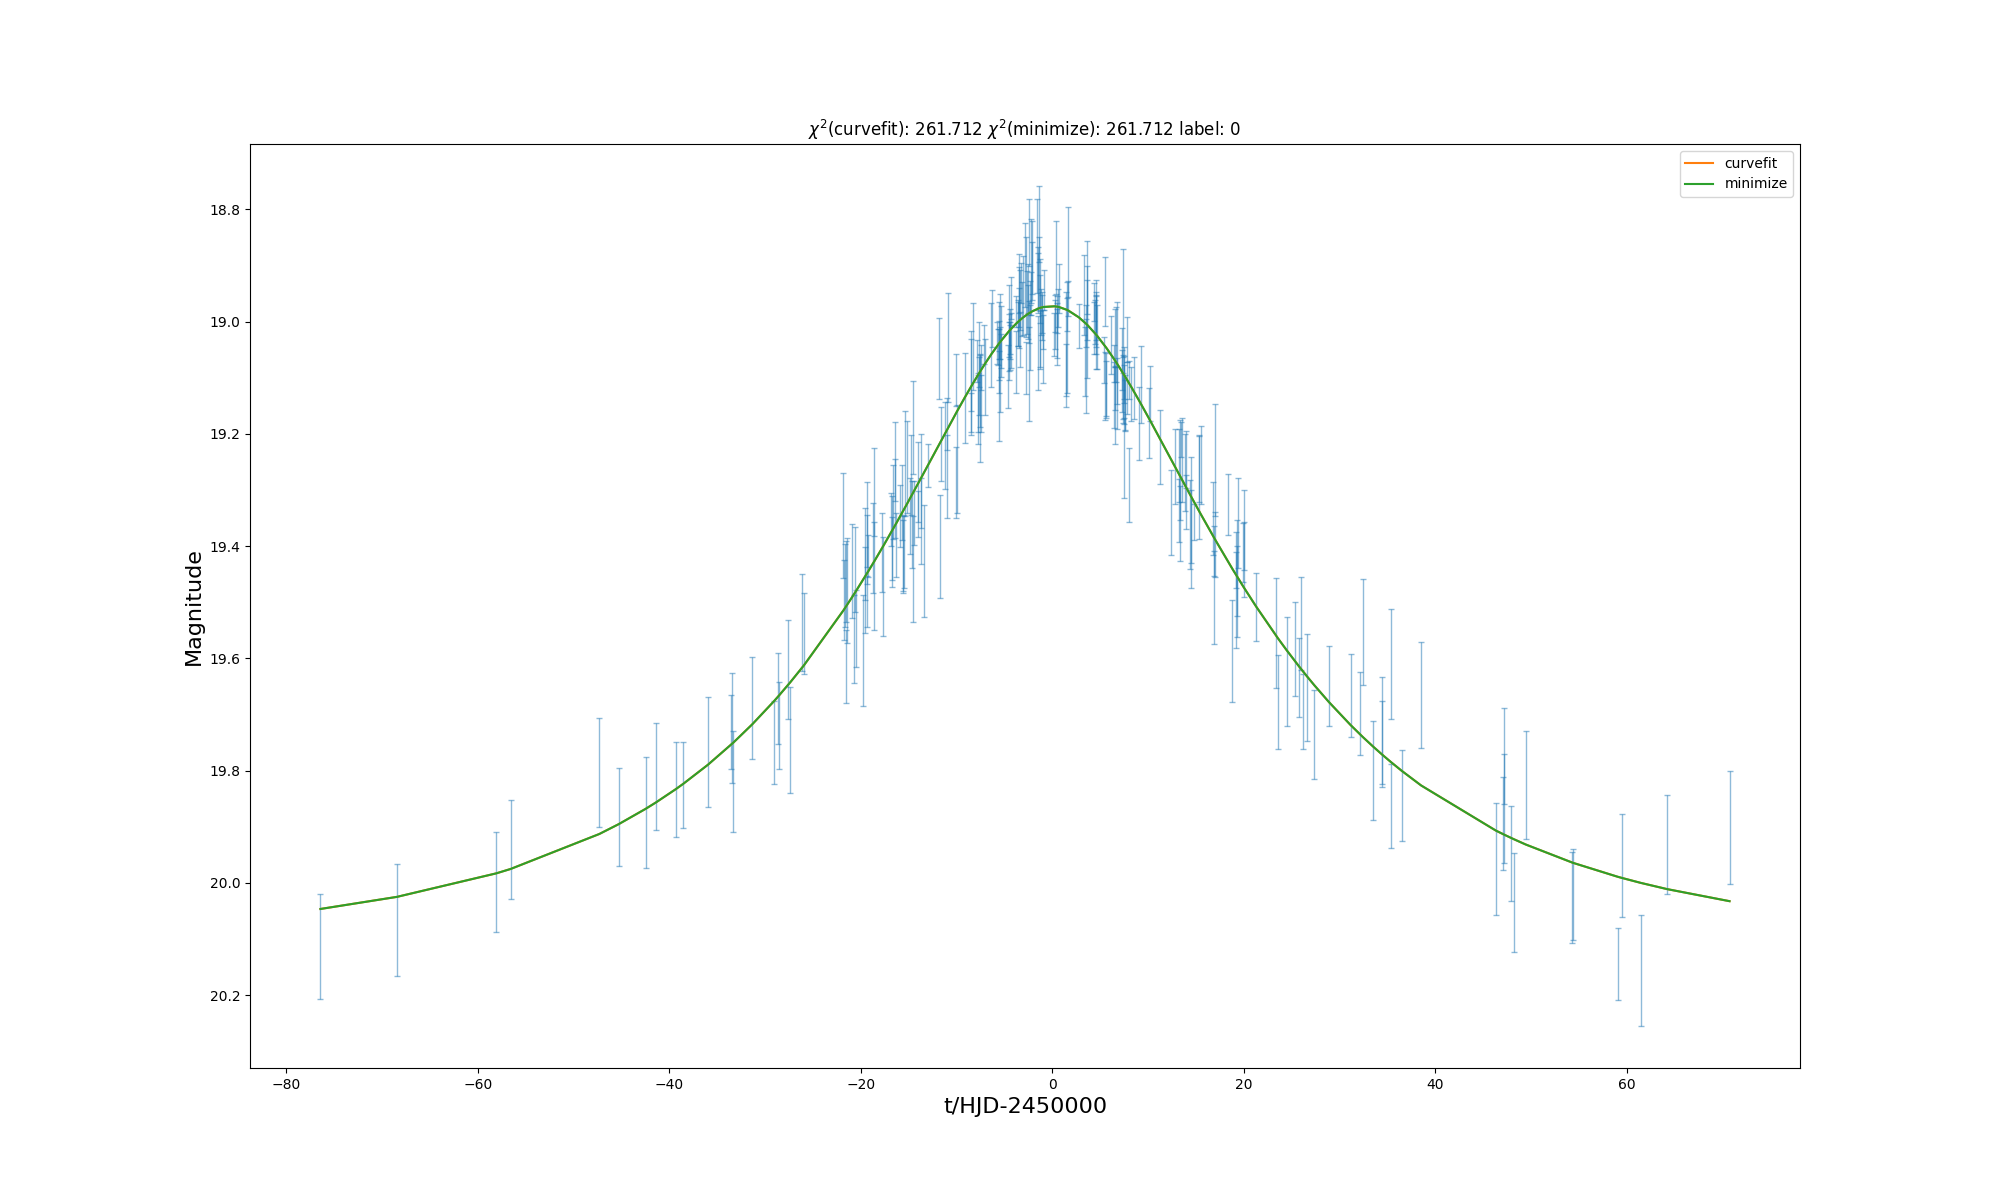 χ²(curvefit): 261.712 χ²(minimize): 261.712 label: 0
curvefit
minimize
18.8
19.0
19.2
19.4
19.6
19.8
20.0
20.2
Magnitude
−80 −60 −40 −20 0 20 40 60
t/HJD-2450000